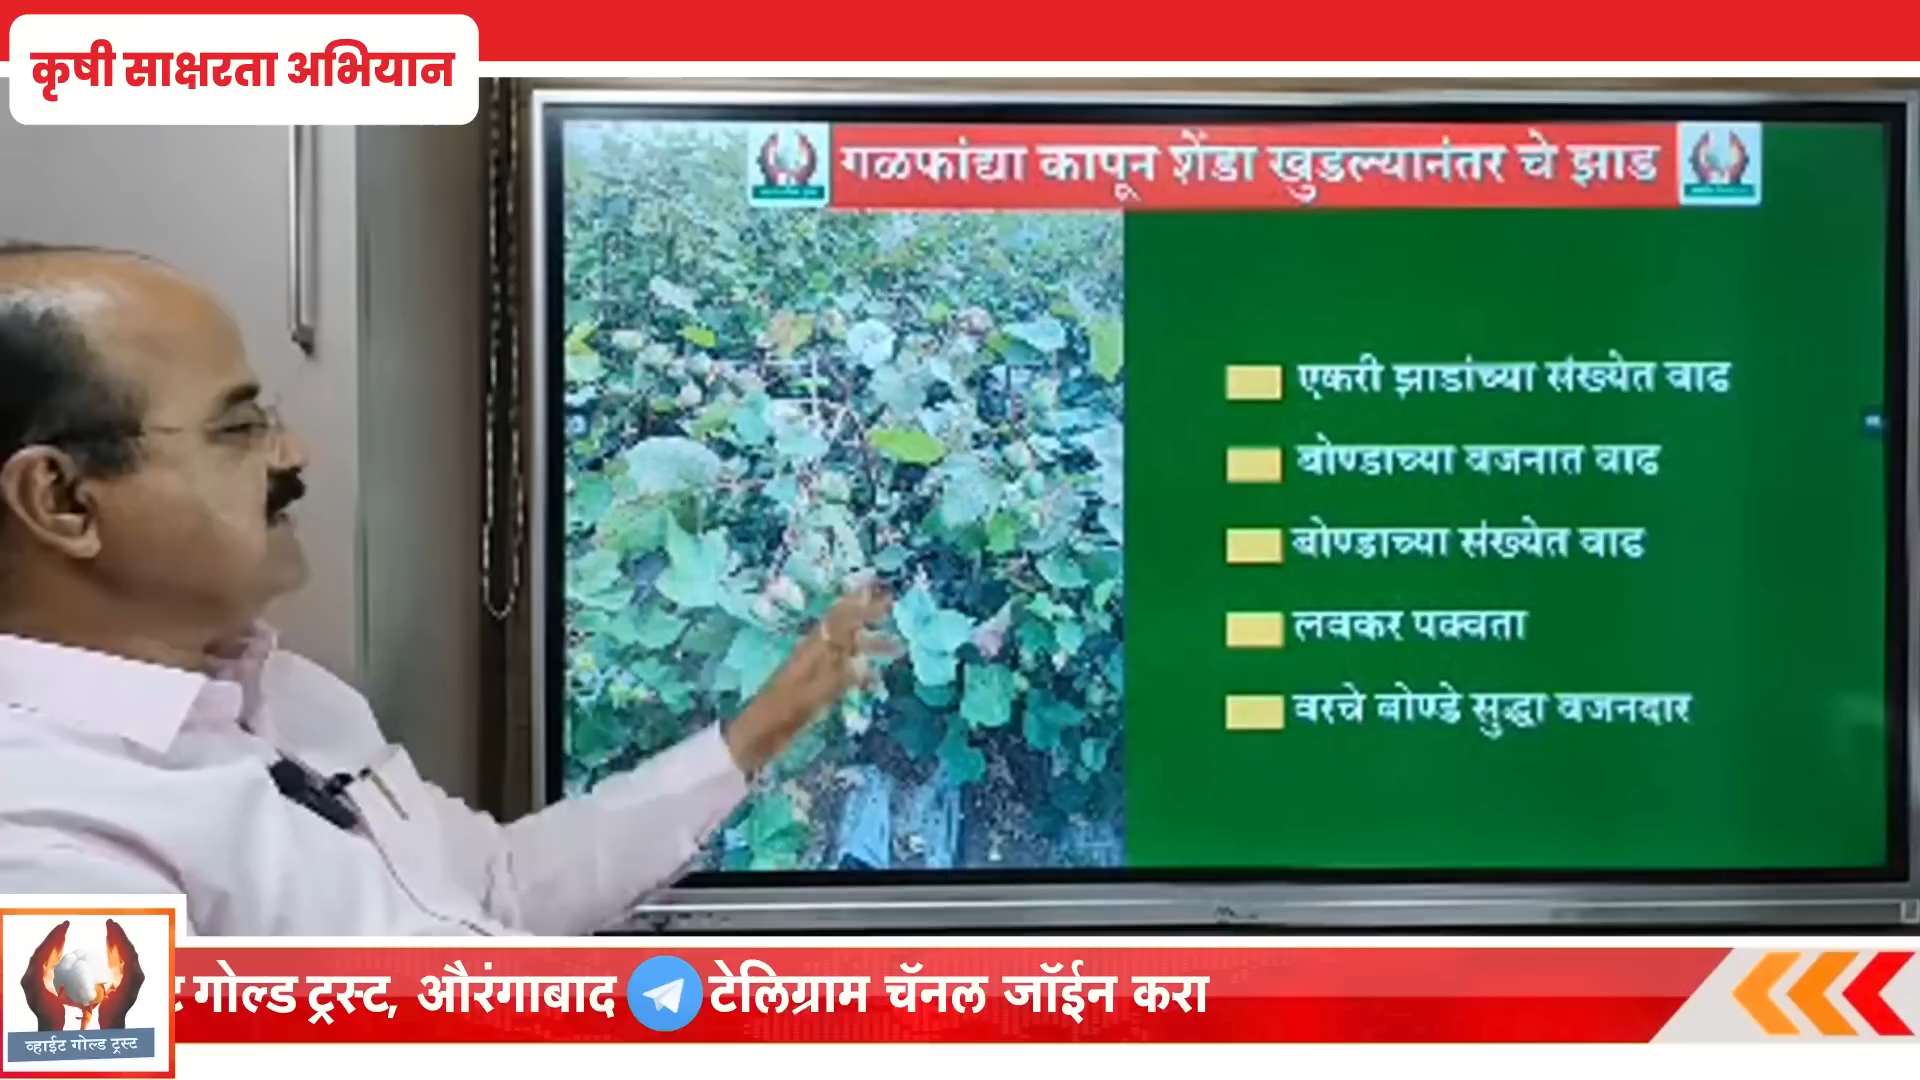 कृषी साक्षरता अभियान
गळफांद्या कापून शेंडा खुडल्यानंतर चे झाड
एकरी झाडांच्या संख्येत वाढ
बोण्डाच्या वजनात वाढ
बोण्डाच्या संख्येत वाढ
लवकर पक्वता
वरचे बोण्डे सुद्धा वजनदार
गोल्ड ट्रस्ट, औरंगाबाद टेलिग्राम चॅनल जॉईन करा
व्हाईट गोल्ड ट्रस्ट